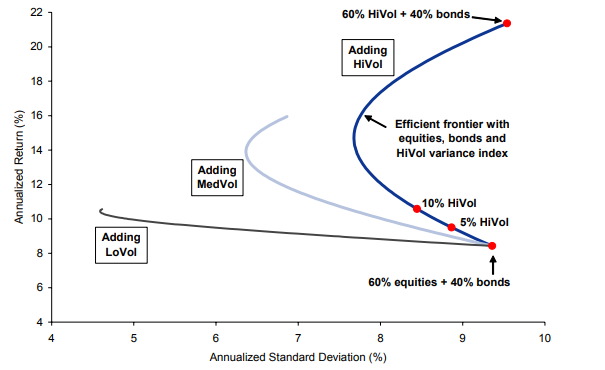 22
20
18
16
14
12
10
8
6
4
Annualized Return (%)
60% HiVol + 40% bonds
Adding
HiVol
Efficient frontier with
equities, bonds and
HiVol variance index
Adding
MedVol
10% HiVol
5% HiVol
Adding
LoVol
60% equities + 40% bonds
4 5 6 7 8 9 10
Annualized Standard Deviation (%)